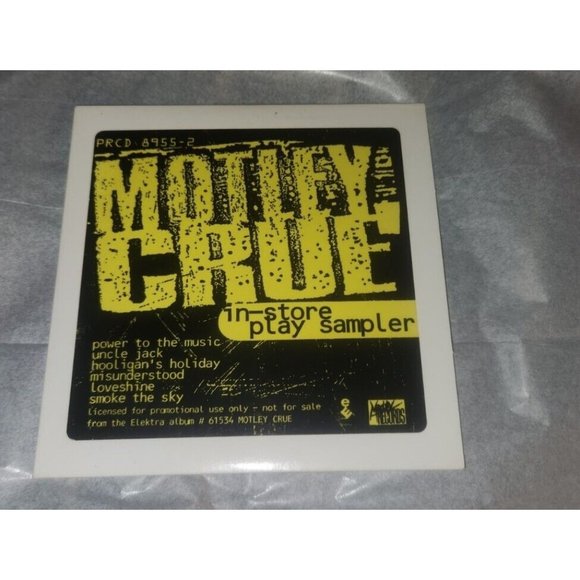 PRCD 8955-2
MOTLEY
CRUE
in-store
play sampler
power to the music
uncle jack
hooligan's holiday
misunderstood
loveshine
smoke the sky
licensed for promotional use only - not for sale
from the Elektra album # 61534 MOTLEY CRUE
RECORDS